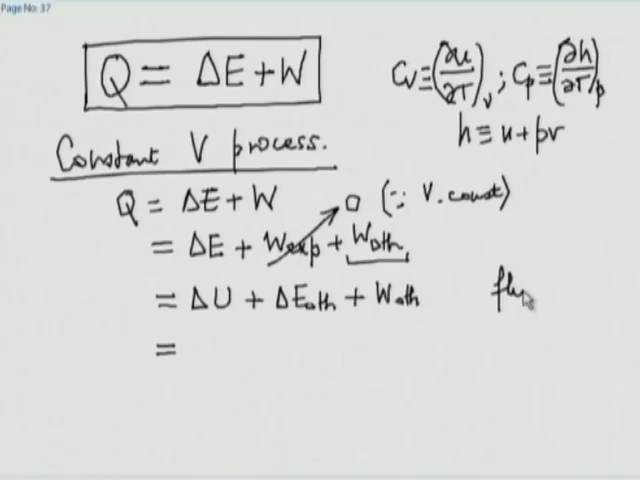 Page No: 37
Q = ΔE + W
Cv ≡ (∂u/∂T)v ; Cp ≡ (∂h/∂T)p
h ≡ u + pv
Constant V process.
Q = ΔE + W
0 (∵ V. const)
= ΔE + Wexp + Woth
= ΔU + ΔEoth + Woth
=